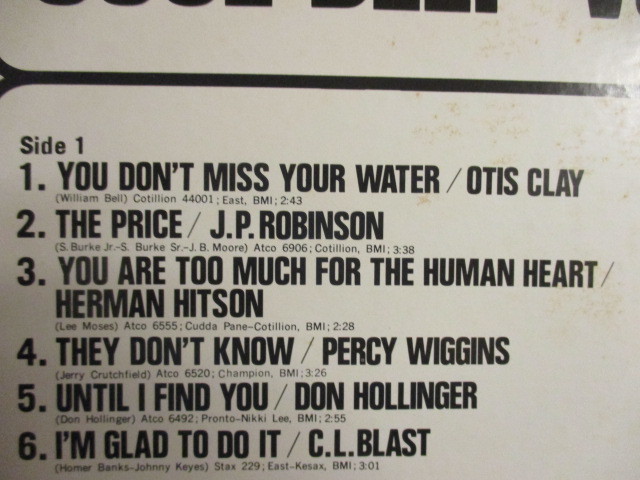 Side 1
1. YOU DON'T MISS YOUR WATER / OTIS CLAY
(William Bell) Cotillion 44001; East, BMI; 2:43
2. THE PRICE / J.P. ROBINSON
(S. Burke Jr.-S. Burke Sr.-J. B. Moore) Atco 6906; Cotillion, BMI; 3:38
3. YOU ARE TOO MUCH FOR THE HUMAN HEART /
HERMAN HITSON
(Lee Moses) Atco 6555; Cudda Pane-Cotillion, BMI; 2:28
4. THEY DON'T KNOW / PERCY WIGGINS
(Jerry Crutchfield) Atco 6520; Champion, BMI; 3:26
5. UNTIL I FIND YOU / DON HOLLINGER
(Don Hollinger) Atco 6492; Pronto-Nikki Lee, BMI; 2:55
6. I'M GLAD TO DO IT / C.L. BLAST
(Homer Banks-Johnny Keyes) Stax 229; East-Kesax, BMI; 3:01